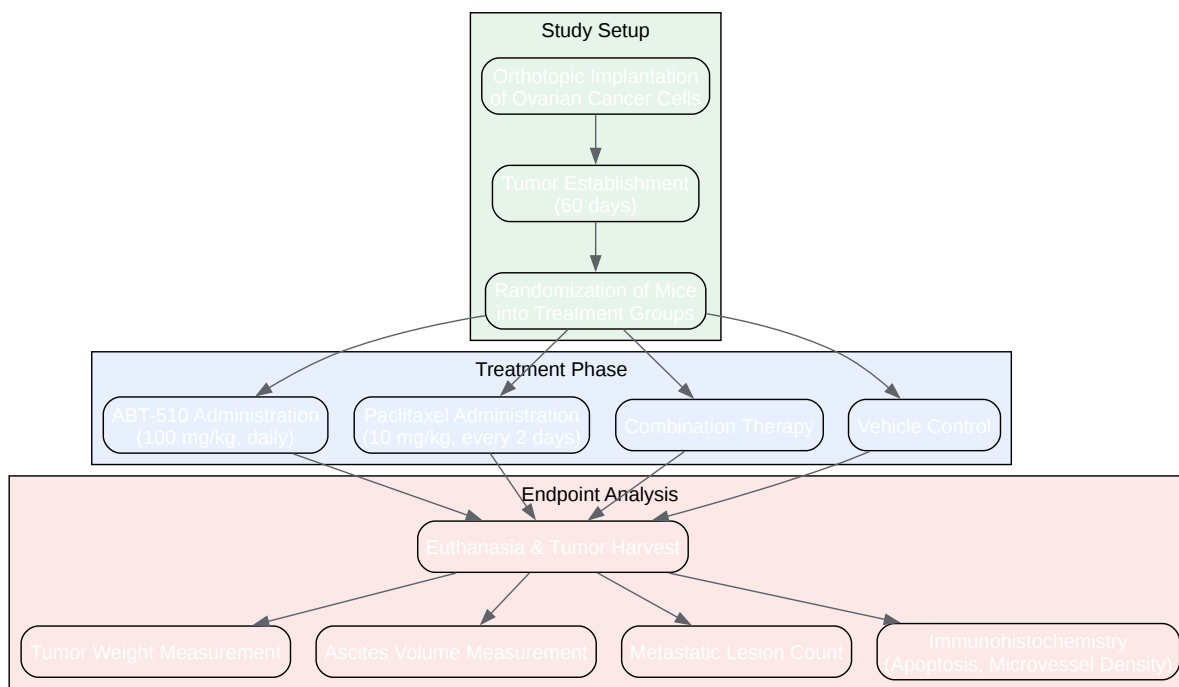 Study Setup
Orthotopic Implantation
of Ovarian Cancer Cells
Tumor Establishment
(60 days)
Randomization of Mice
into Treatment Groups
Treatment Phase
ABT-510 Administration
(100 mg/kg, daily)
Paclitaxel Administration
(10 mg/kg, every 2 days)
Combination Therapy
Vehicle Control
Endpoint Analysis
Euthanasia & Tumor Harvest
Tumor Weight Measurement
Ascites Volume Measurement
Metastatic Lesion Count
Immunohistochemistry
(Apoptosis, Microvessel Density)